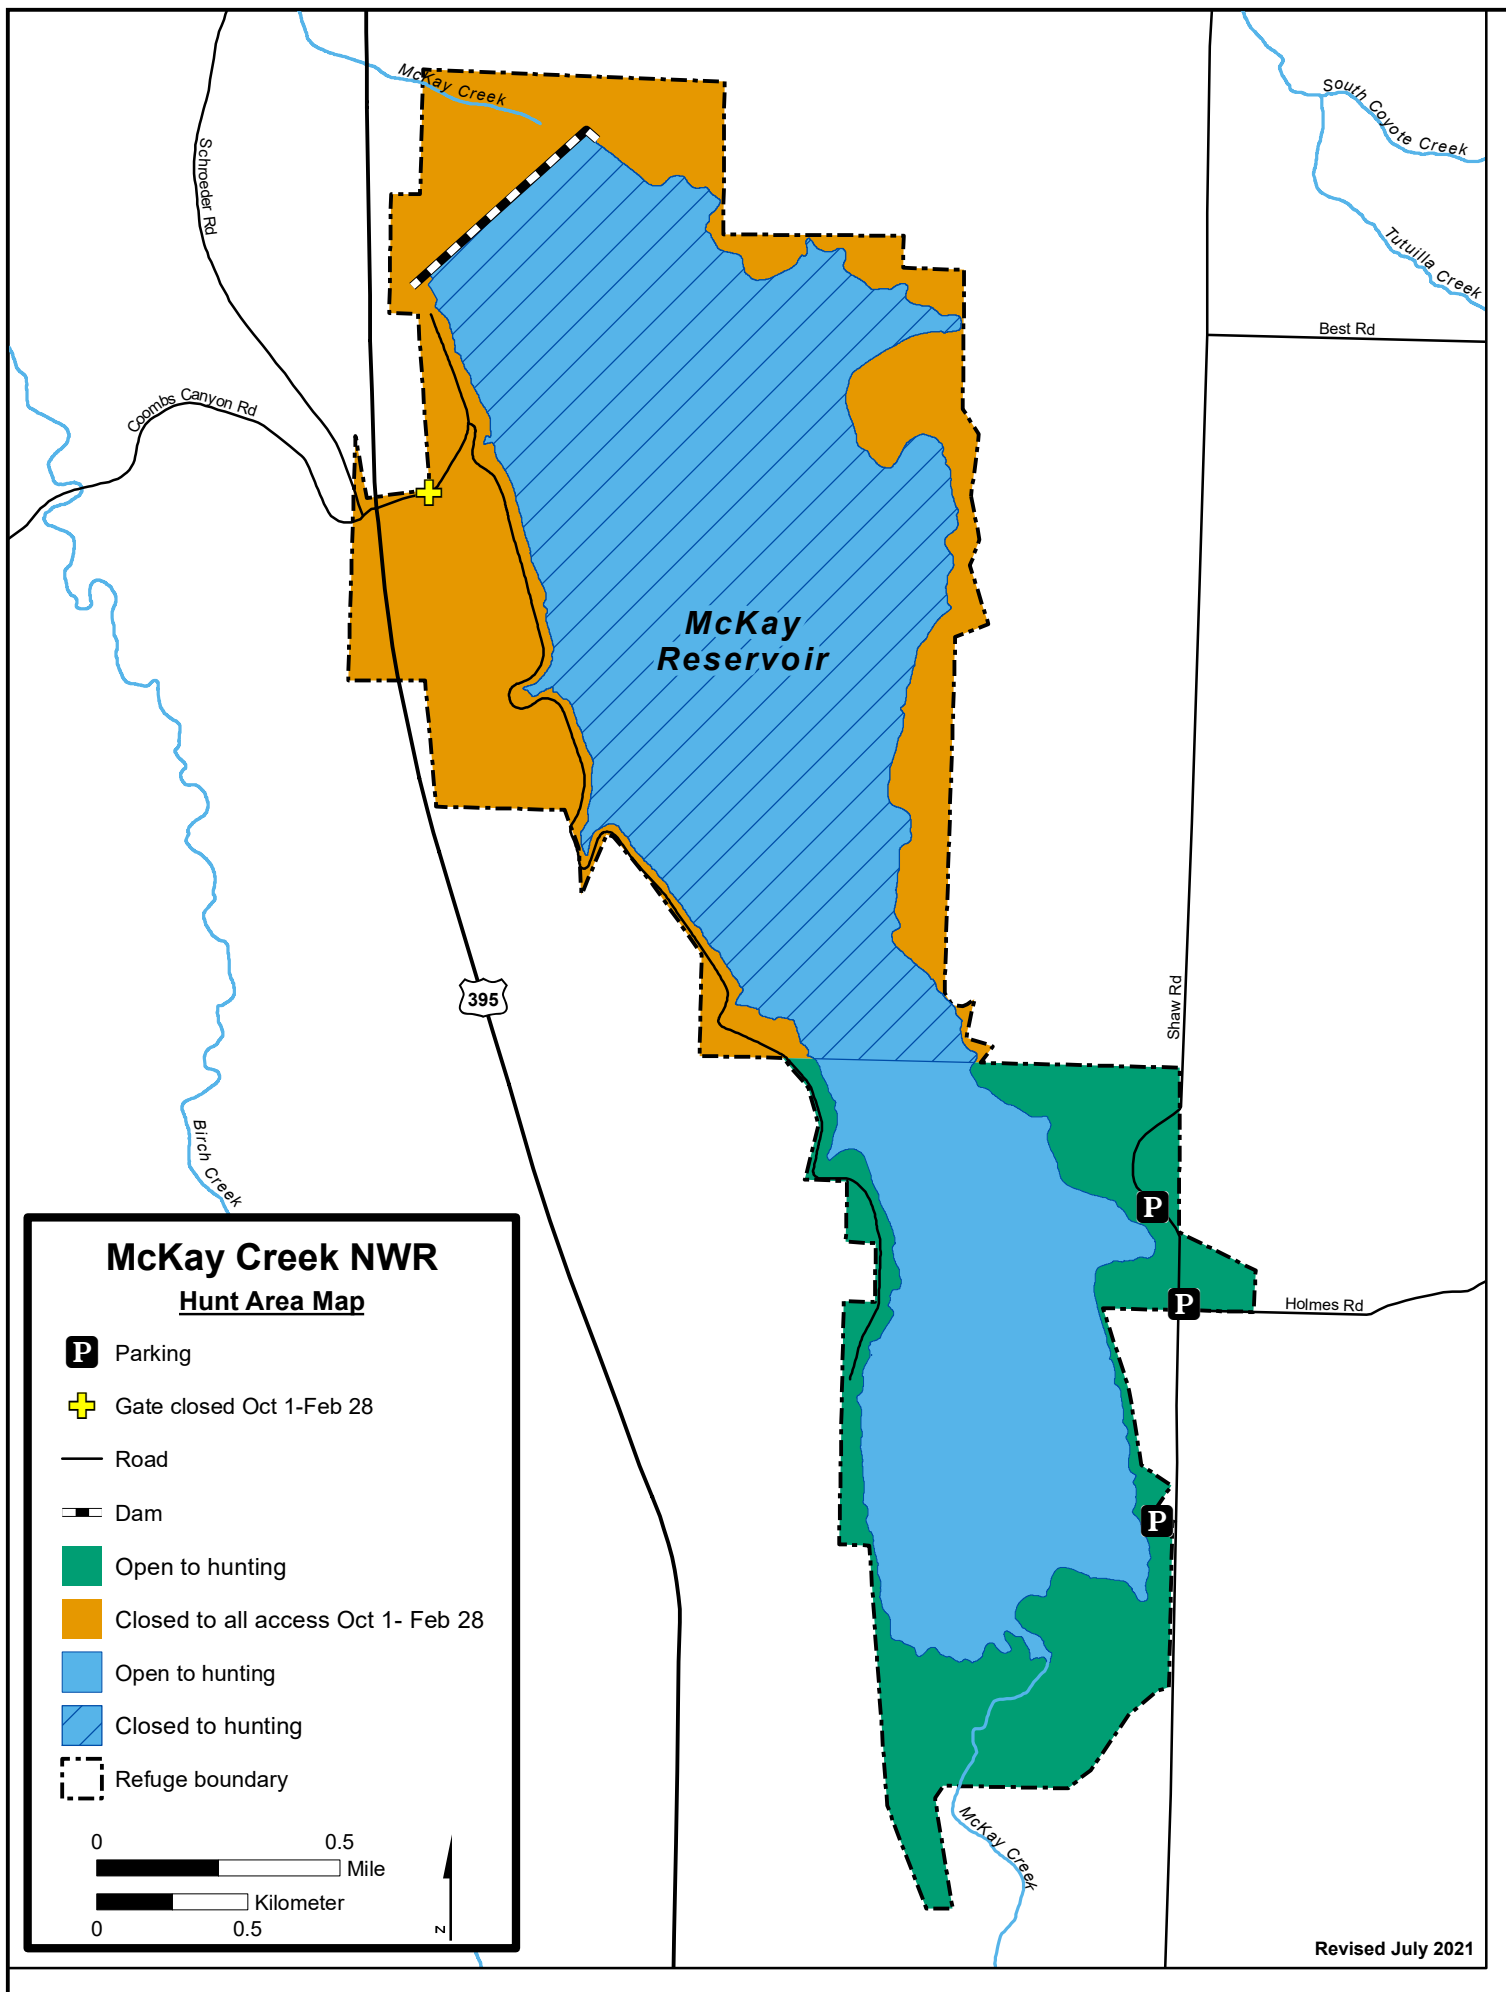 McKay Creek
South Coyote Creek
Schroeder Rd
Tutuilla Creek
Best Rd
Coombs Canyon Rd
McKay
Reservoir
395
Shaw Rd
Birch Creek
P
P
Holmes Rd
P
McKay Creek
McKay Creek NWR
Hunt Area Map
P Parking
Gate closed Oct 1-Feb 28
Road
Dam
Open to hunting
Closed to all access Oct 1- Feb 28
Open to hunting
Closed to hunting
Refuge boundary
0 0.5
Mile
Kilometer
0 0.5
z
Revised July 2021